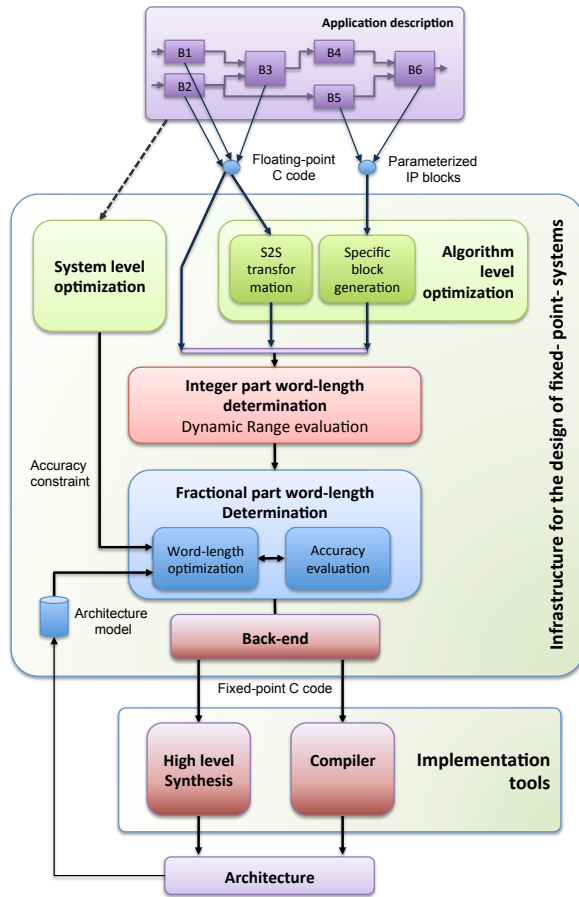 Application description
B1
B4
B3
B6
B2
B5
Floating-point
C code
Parameterized
IP blocks
System level
optimization
S2S
transfor
mation
Specific
block
generation
Algorithm
level
optimization
Integer part word-length
determination
Dynamic Range evaluation
Accuracy
constraint
Fractional part word-length
Determination
Word-length
optimization
Accuracy
evaluation
Architecture
model
Back-end
Infrastructure for the design of fixed- point- systems
Fixed-point C code
High level
Synthesis
Compiler
Implementation
tools
Architecture